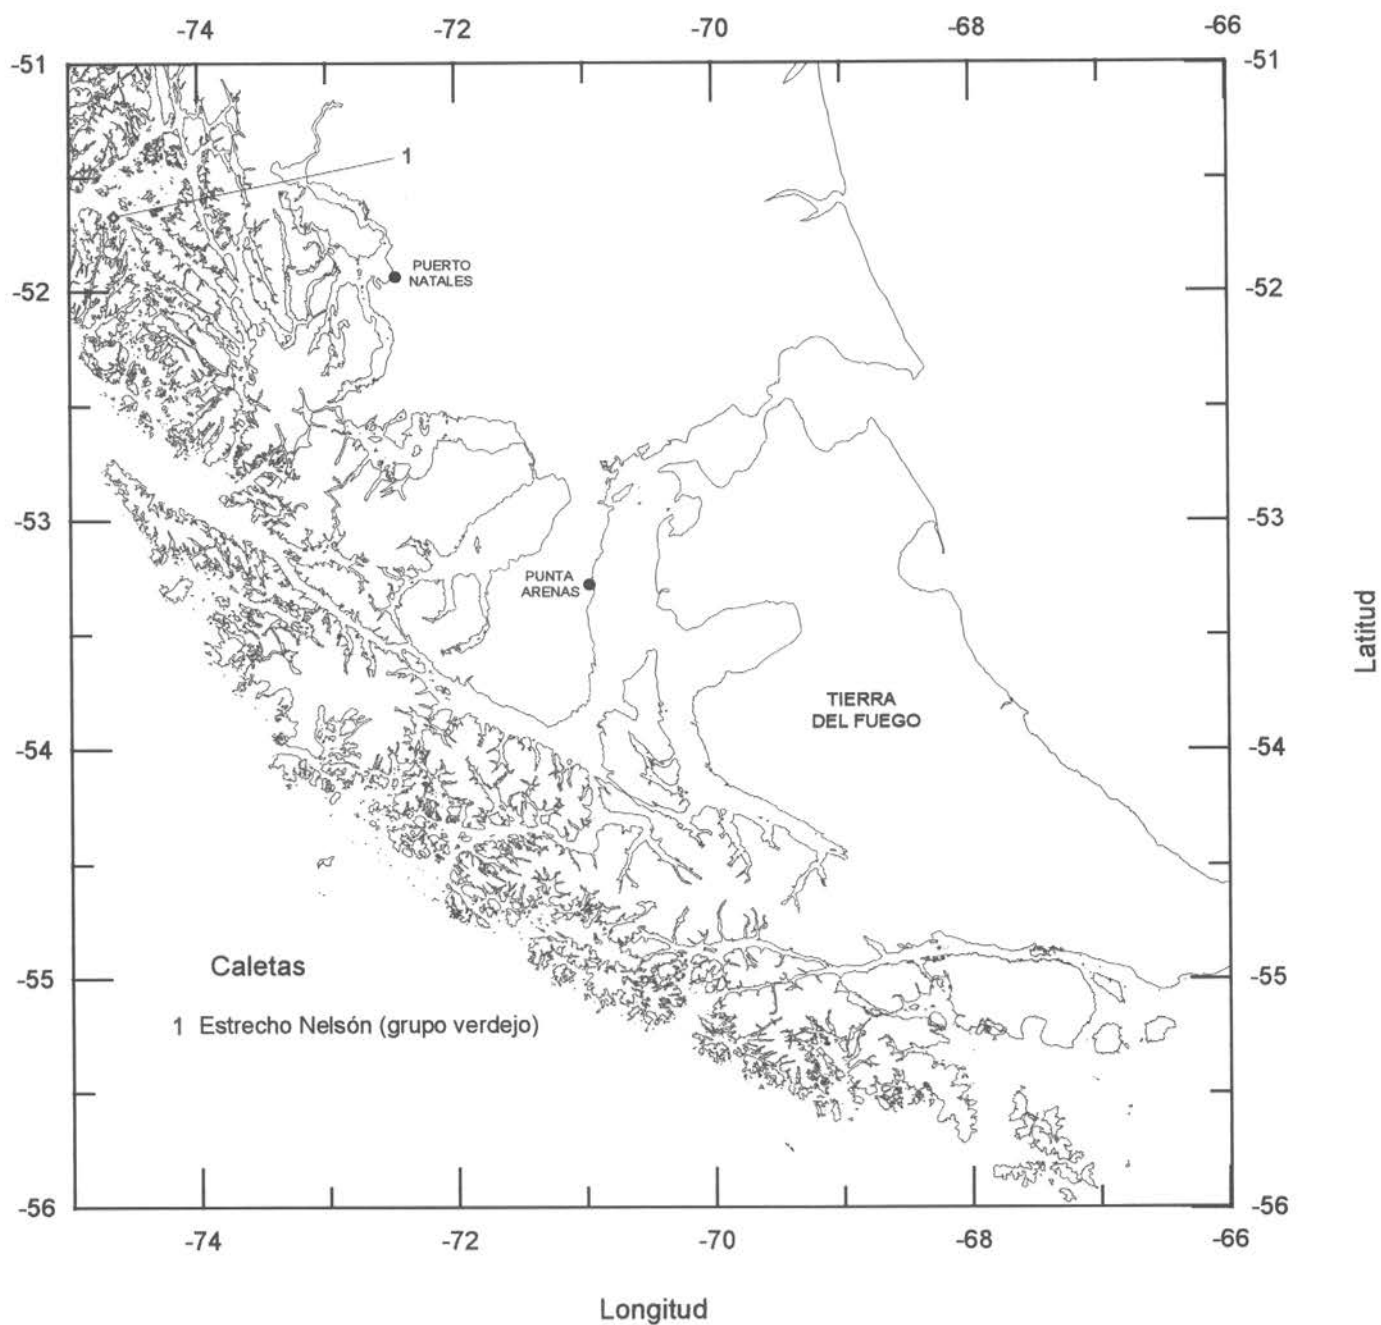 -74 -72 -70 -68 -66
-51 -51
1
PUERTO
NATALES
-52 -52
-53 -53
PUNTA
ARENAS
Latitud
TIERRA
DEL FUEGO
-54 -54
Caletas
-55 -55
1 Estrecho Nelsón (grupo verdejo)
-56 -56
-74 -72 -70 -68 -66
Longitud